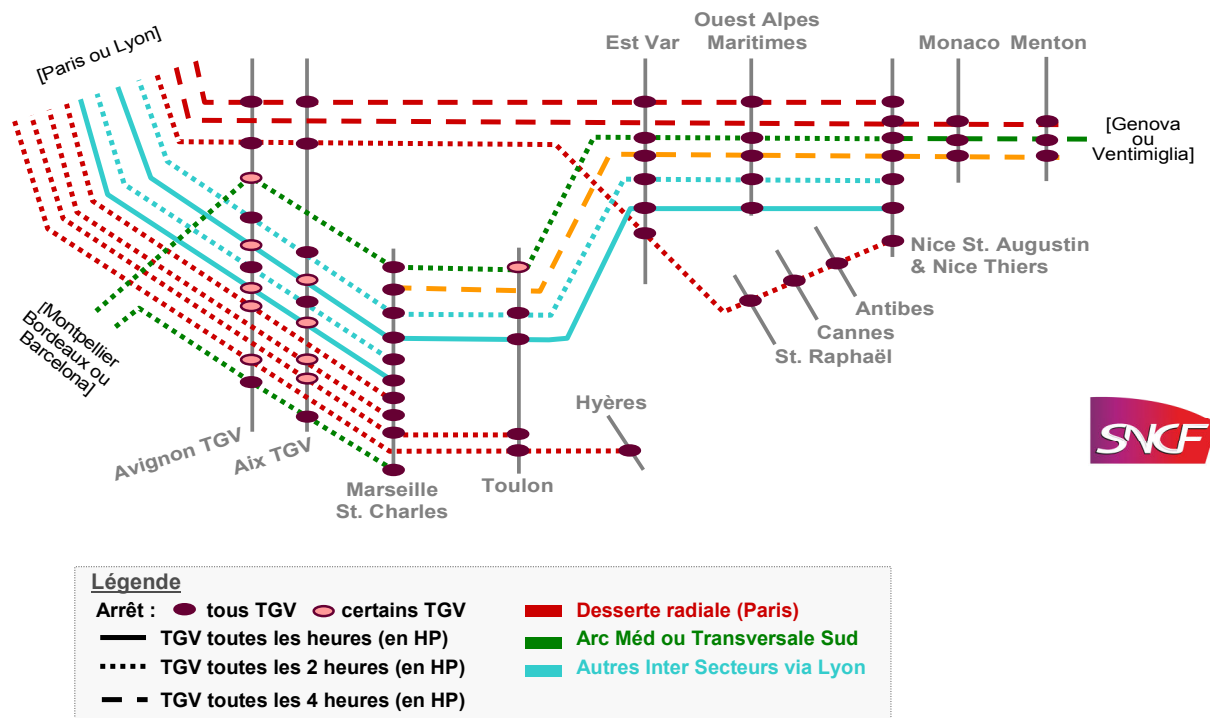 Ouest Alpes
Maritimes
Est Var
Monaco
Menton
[Paris ou Lyon]
[Genova
ou
Ventimiglia]
Nice St. Augustin
& Nice Thiers
Antibes
Cannes
St. Raphaël
[Montpellier
Bordeaux ou
Barcelona]
Hyères
Avignon TGV
Aix TGV
Marseille
St. Charles
Toulon
SNCF
Légende
Arrêt : tous TGV certains TGV
TGV toutes les heures (en HP)
TGV toutes les 2 heures (en HP)
TGV toutes les 4 heures (en HP)
Desserte radiale (Paris)
Arc Méd ou Transversale Sud
Autres Inter Secteurs via Lyon